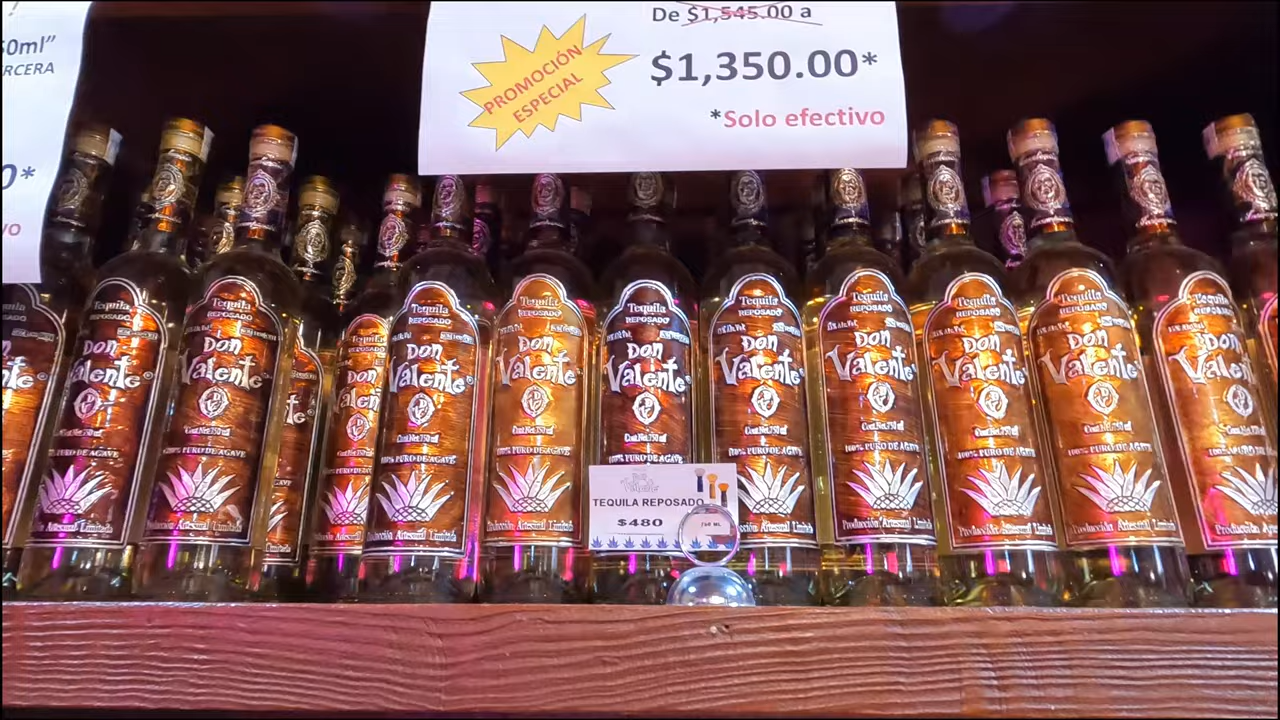 50ml"
RCERA
0*
vo
De $1,545.00 a
PROMOCIÓN
ESPECIAL
$1,350.00*
*Solo efectivo
Tequila
REPOSADO
Don
Valente®
Cont.Net.750 ml
100% PURO DE AGAVE
Producción Artesanal Limitada
TEQUILA REPOSADO
$480
750 ML